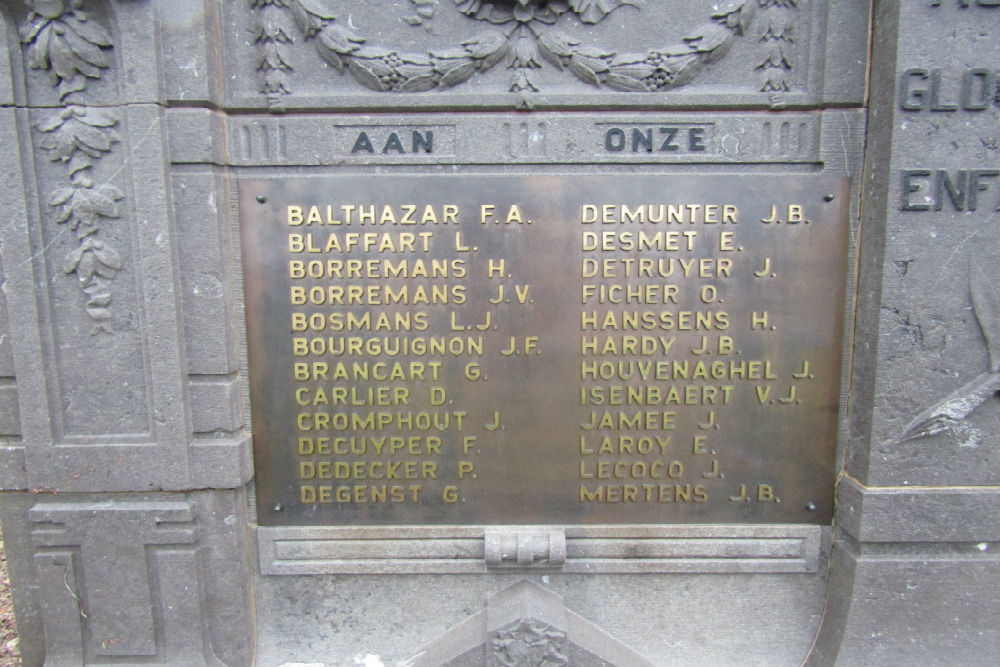 AAN ONZE
BALTHAZAR F.A.
BLAFFART L.
BORREMANS H.
BORREMANS J.V.
BOSMANS L.J.
BOURGUIGNON J.F.
BRANCART G.
CARLIER D.
CROMPHOUT J.
DECUYPER F.
DEDECKER P.
DEGENST G.
DEMUNTER J.B.
DESMET E.
DETRUYER J.
FICHER O.
HANSSENS H.
HARDY J.B.
HOUVENAGHEL J.
ISENBAERT V.J.
JAMEE J.
LAROY E.
LECOCQ J.
MERTENS J.B.
GLO
ENF